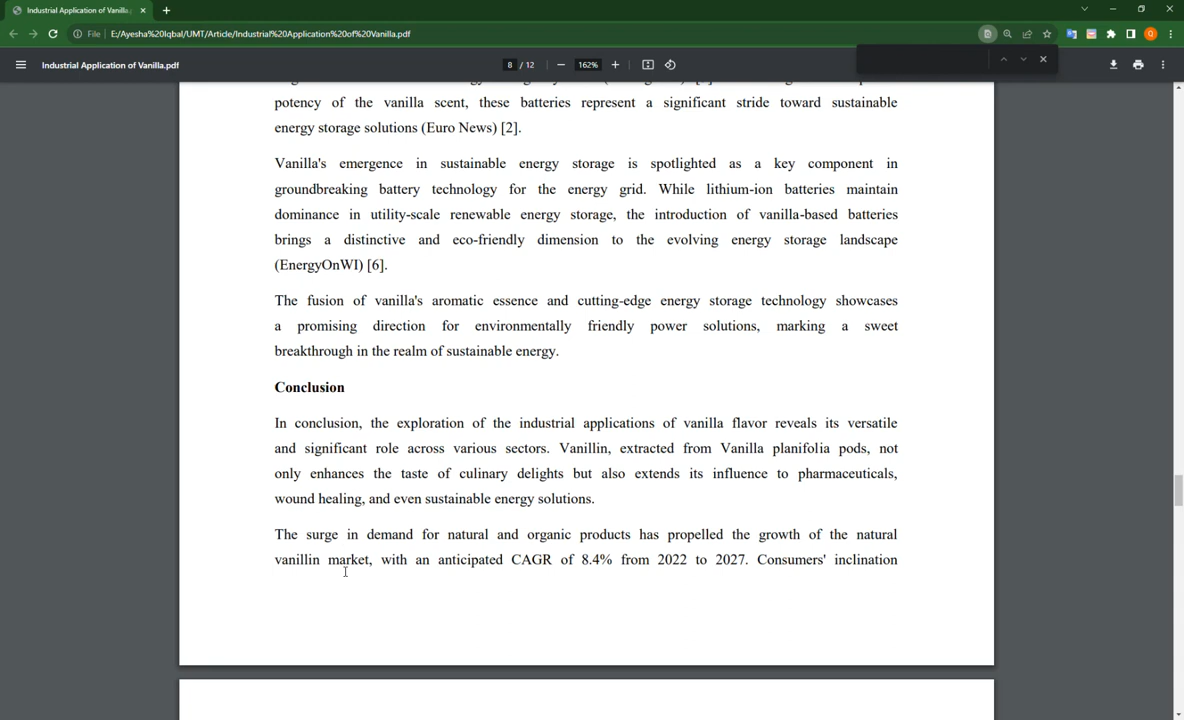 Industrial Application of Vanilla
File
E:/Ayesha%20Iqbal/UMT/Article/Industrial%20Application%20of%20Vanilla.pdf
Industrial Application of Vanilla.pdf
8 / 12
162%
potency of the vanilla scent, these batteries represent a significant stride toward sustainable
energy storage solutions (Euro News) [2].
Vanilla's emergence in sustainable energy storage is spotlighted as a key component in
groundbreaking battery technology for the energy grid. While lithium-ion batteries maintain
dominance in utility-scale renewable energy storage, the introduction of vanilla-based batteries
brings a distinctive and eco-friendly dimension to the evolving energy storage landscape
(EnergyOnWI) [6].
The fusion of vanilla's aromatic essence and cutting-edge energy storage technology showcases
a promising direction for environmentally friendly power solutions, marking a sweet
breakthrough in the realm of sustainable energy.
Conclusion
In conclusion, the exploration of the industrial applications of vanilla flavor reveals its versatile
and significant role across various sectors. Vanillin, extracted from Vanilla planifolia pods, not
only enhances the taste of culinary delights but also extends its influence to pharmaceuticals,
wound healing, and even sustainable energy solutions.
The surge in demand for natural and organic products has propelled the growth of the natural
vanillin market, with an anticipated CAGR of 8.4% from 2022 to 2027. Consumers' inclination